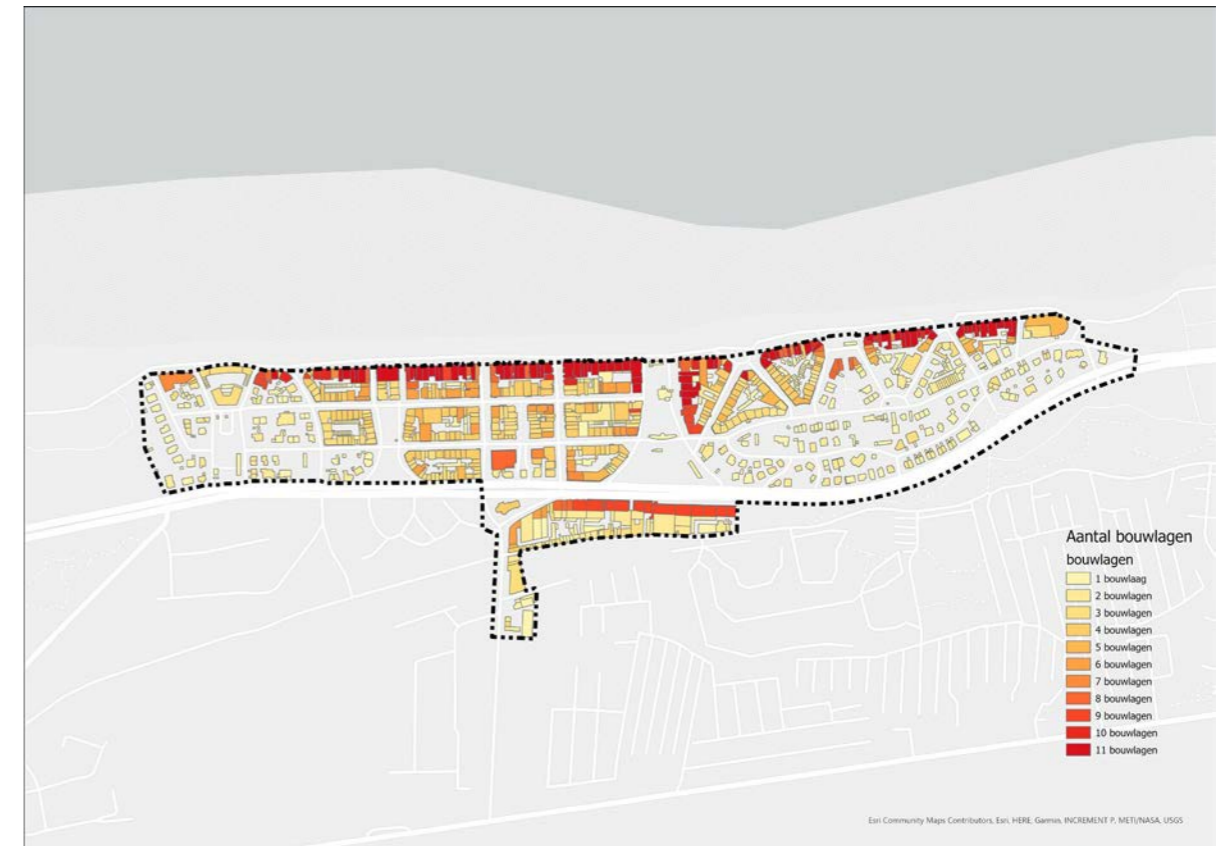 Aantal bouwlagen
bouwlagen
1 bouwlaag
2 bouwlagen
3 bouwlagen
4 bouwlagen
5 bouwlagen
6 bouwlagen
7 bouwlagen
8 bouwlagen
9 bouwlagen
10 bouwlagen
11 bouwlagen
Esri Community Maps Contributors, Esri, HERE, Garmin, INCREMENT P, METI/NASA, USGS